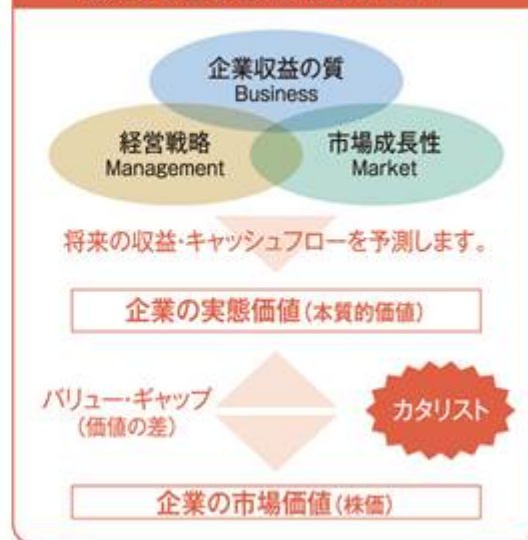 企業収益の質
Business
経営戦略
Management
市場成長性
Market
将来の収益・キャッシュフローを予測します。
企業の実態価値(本質的価値)
バリュー・ギャップ
(価値の差)
カタリスト
企業の市場価値(株価)